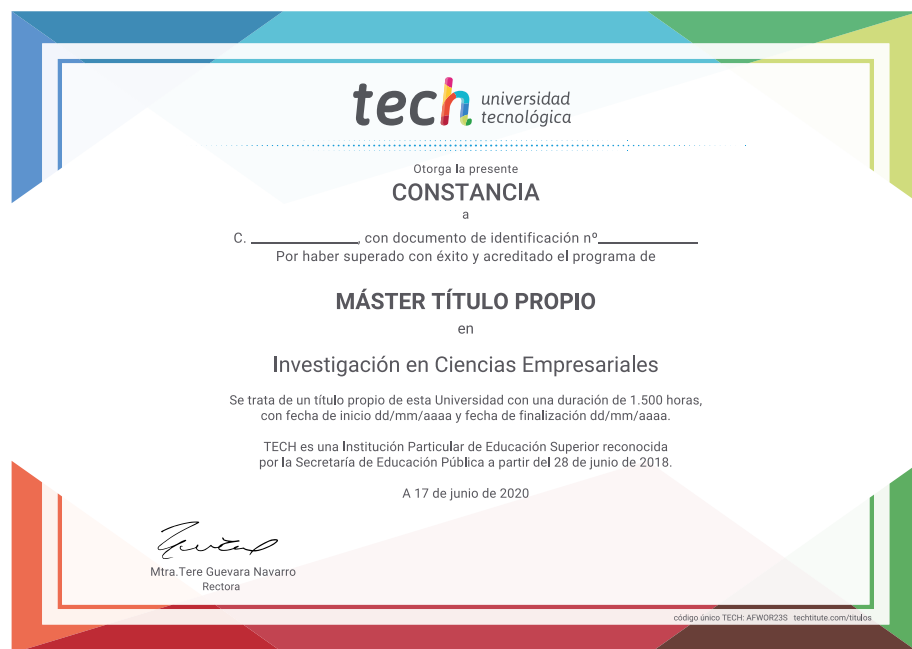 tech universidad
tecnológica
Otorga la presente
CONSTANCIA
a
C. ____________, con documento de identificación nº____________
Por haber superado con éxito y acreditado el programa de
MÁSTER TÍTULO PROPIO
en
Investigación en Ciencias Empresariales
Se trata de un título propio de esta Universidad con una duración de 1.500 horas,
con fecha de inicio dd/mm/aaaa y fecha de finalización dd/mm/aaaa.
TECH es una Institución Particular de Educación Superior reconocida
por la Secretaría de Educación Pública a partir del 28 de junio de 2018.
A 17 de junio de 2020
Mtra.Tere Guevara Navarro
Rectora
código único TECH: AFWOR23S techtitute.com/titulos